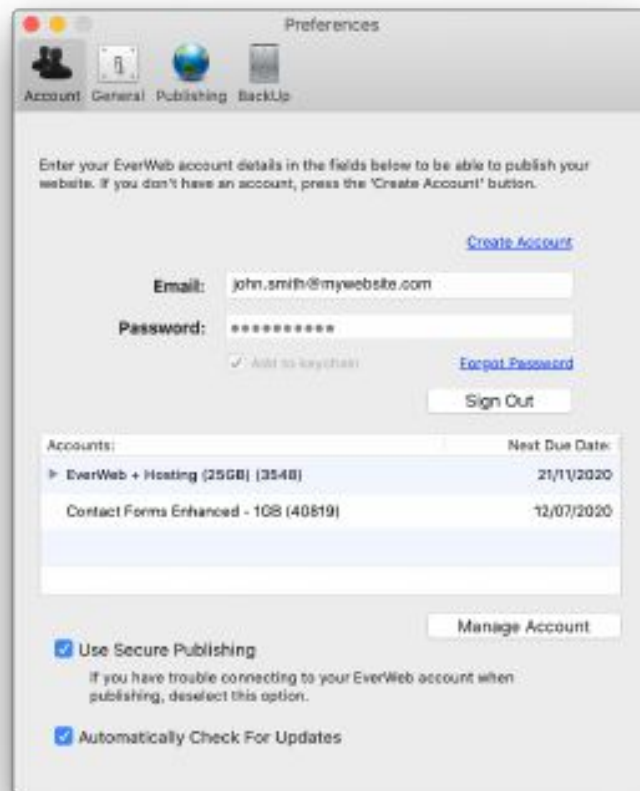 Preferences
Account General Publishing BackUp
Enter your EverWeb account details in the fields below to be able to publish your
website. If you don't have an account, press the 'Create Account' button.
Create Account
Email: john.smith@mywebsite.com
Password: ●●●●●●●●●●
Add to keychain Forgot Password
Sign Out
Accounts: Next Due Date:
EverWeb + Hosting (25GB) (3548) 21/11/2020
Contact Forms Enhanced - 1GB (40819) 12/07/2020
Manage Account
Use Secure Publishing
If you have trouble connecting to your EverWeb account when
publishing, deselect this option.
Automatically Check For Updates